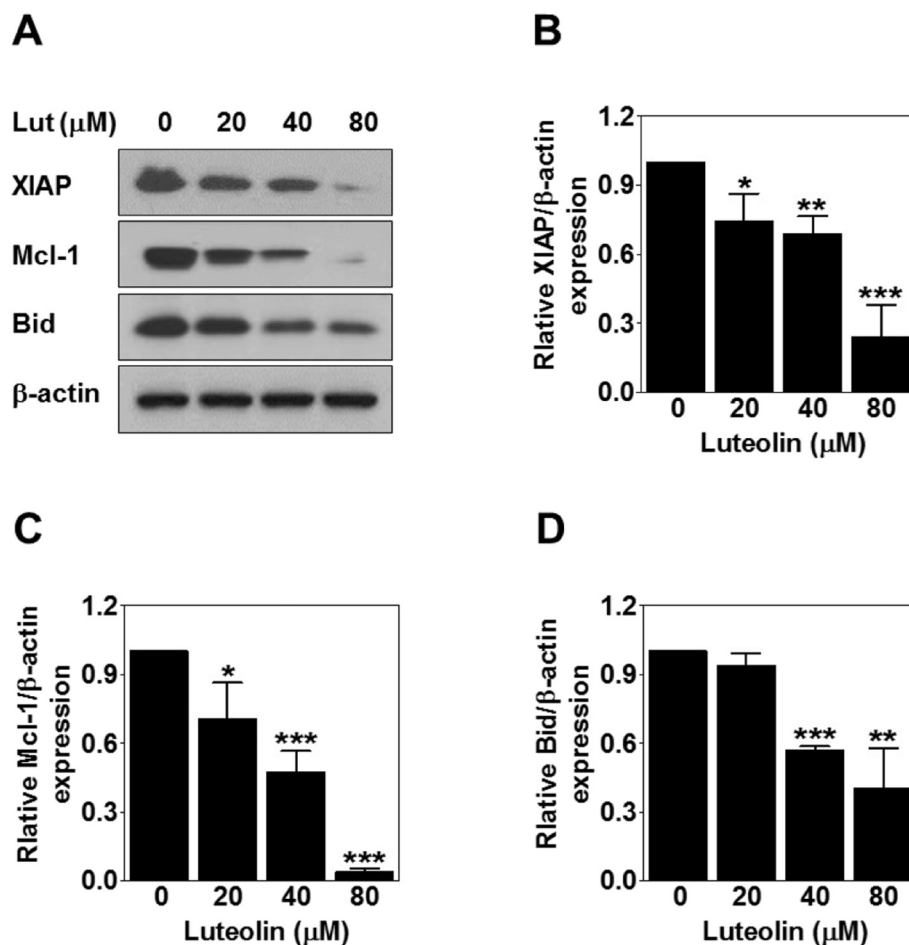 A
Lut (μM) 0 20 40 80
XIAP
Mcl-1
Bid
β-actin
B
Rlative XIAP/β-actin
expression
1.2
0.9
0.6
0.3
0.0
*
**
***
0 20 40 80
Luteolin (μM)
C
Rlative Mcl-1/β-actin
expression
1.2
0.9
0.6
0.3
0.0
*
***
***
0 20 40 80
Luteolin (μM)
D
Rlative Bid/β-actin
expression
1.2
0.9
0.6
0.3
0.0
***
**
0 20 40 80
Luteolin (μM)